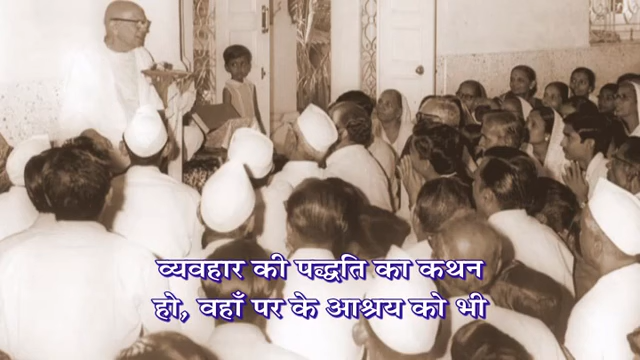 व्यवहार की पद्धति का कथन
हो, वहाँ पर के आश्रय को भी